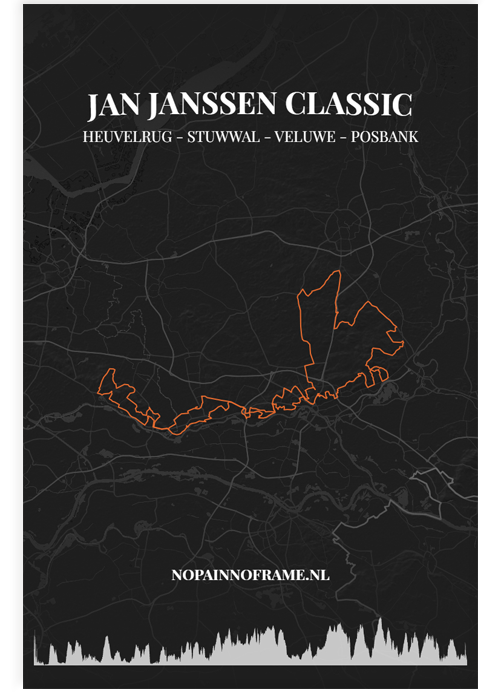 JAN JANSSEN CLASSIC
HEUVELRUG - STUWWAL - VELUWE - POSBANK
NOPAINNOFRAME.NL